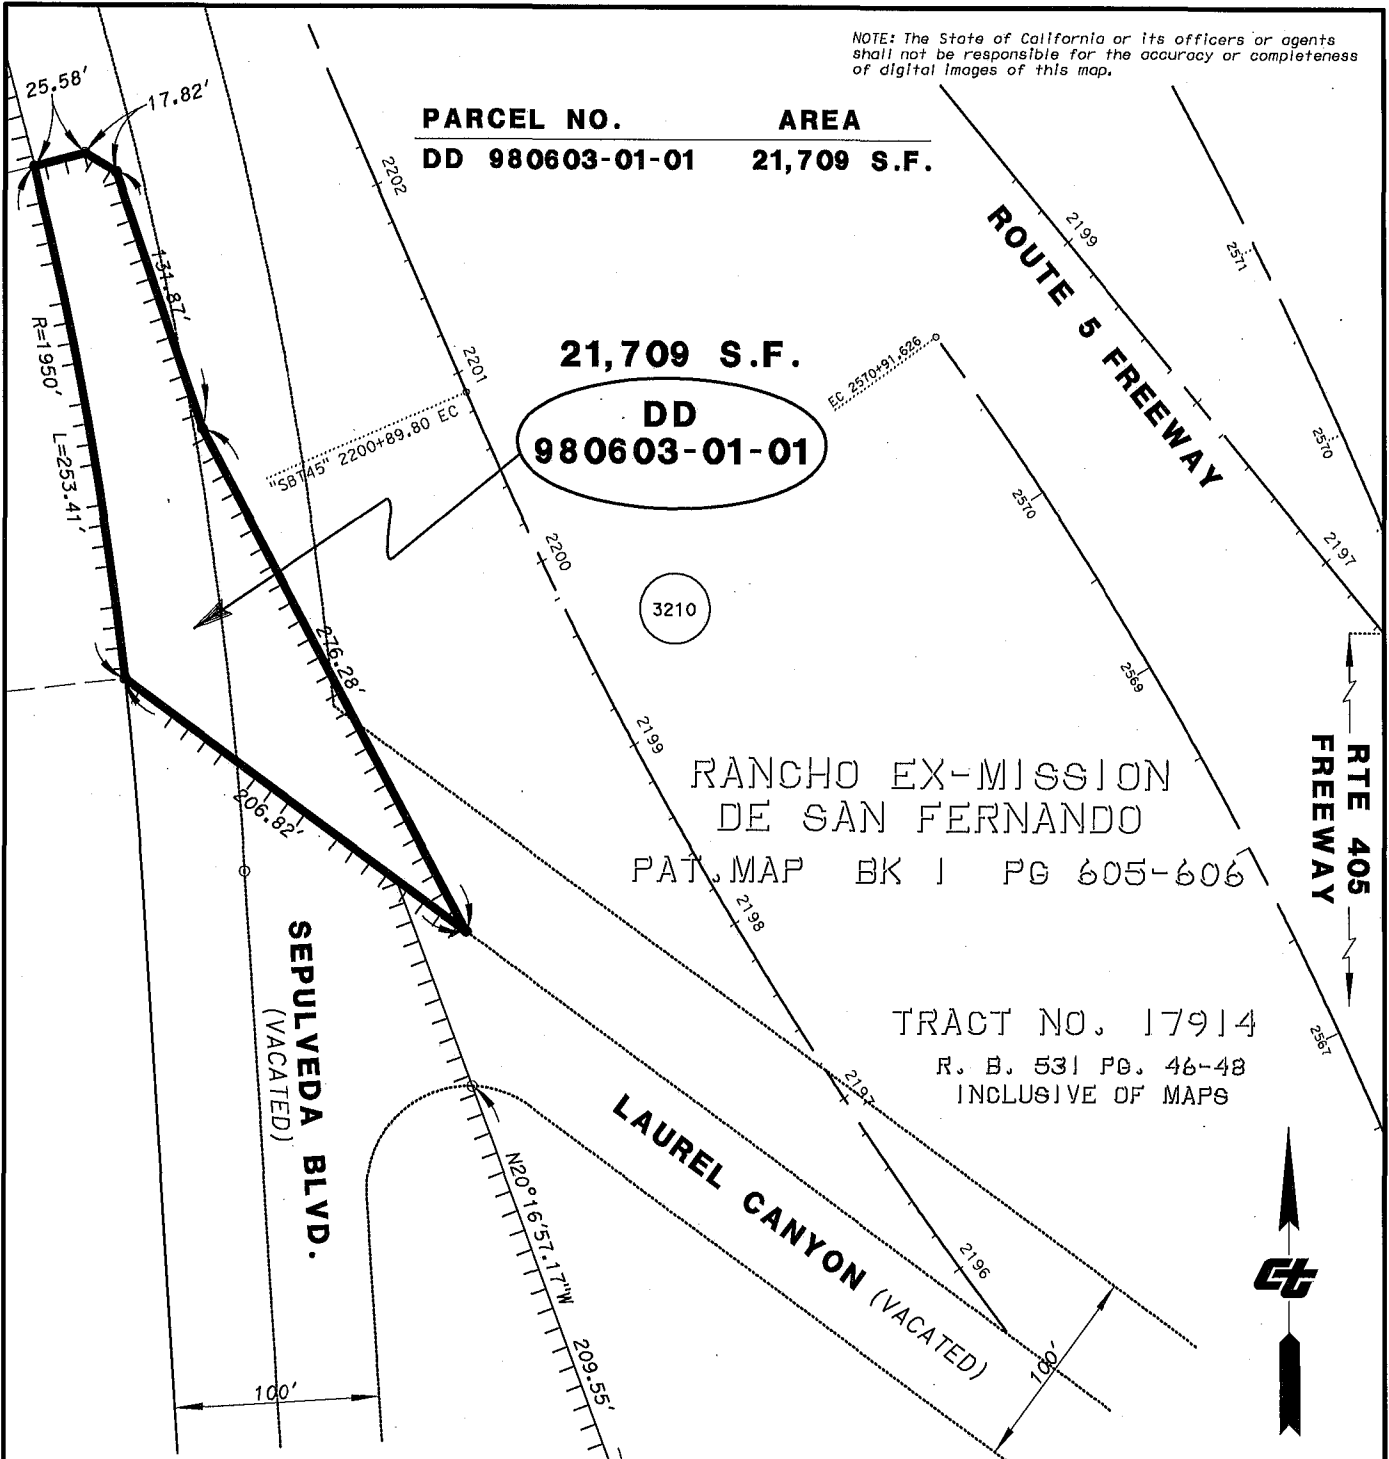 NOTE: The State of California or its officers or agents
shall not be responsible for the accuracy or completeness
of digital images of this map.
25.58'
17.82'
PARCEL NO. AREA
DD 980603-01-01 21,709 S.F.
2202
2199
ROUTE 5 FREEWAY
2571
131.87'
R=1950'
L=253.41'
2201
21,709 S.F.
EC 2570+91.626
DD
980603-01-01
"SBT45" 2200+89.80 EC
2570
2570
2200
2197
3210
276.28'
2569
2199
RTE 405
FREEWAY
RANCHO EX-MISSION
DE SAN FERNANDO
PAT. MAP BK 1 PG 605-606
206.82'
2198
SEPULVEDA BLVD.
(VACATED)
TRACT NO. 17914
R. B. 531 PG. 46-48
INCLUSIVE OF MAPS
2567
2197
LAUREL CANYON (VACATED)
N20°16'57.17"W
209.55'
2196
Ct
100'
100'